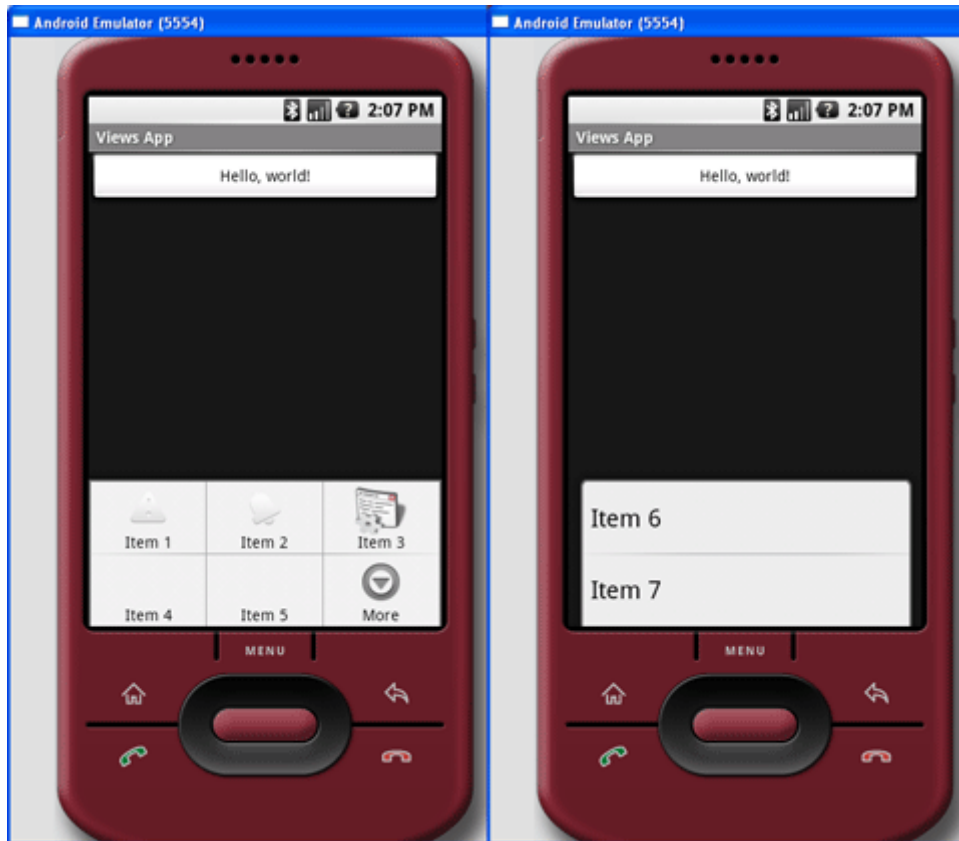 Android Emulator (5554)
2:07 PM
Views App
Hello, world!
Item 1 Item 2 Item 3
Item 4 Item 5 More
MENU
Android Emulator (5554)
2:07 PM
Views App
Hello, world!
Item 6
Item 7
MENU